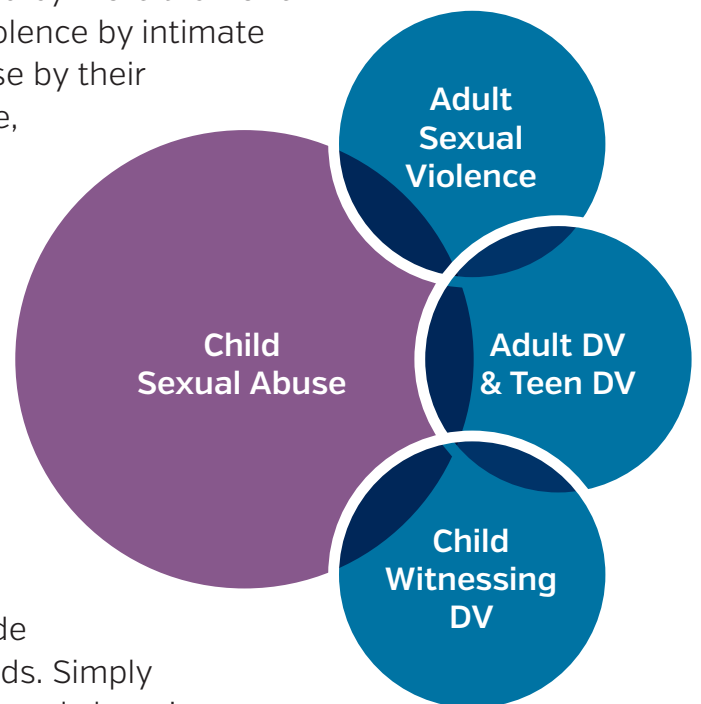 olence by intimate
se by their
e,
Adult
Sexual
Violence
Child
Sexual Abuse
Adult DV
& Teen DV
Child
Witnessing
DV
de
ds. Simply